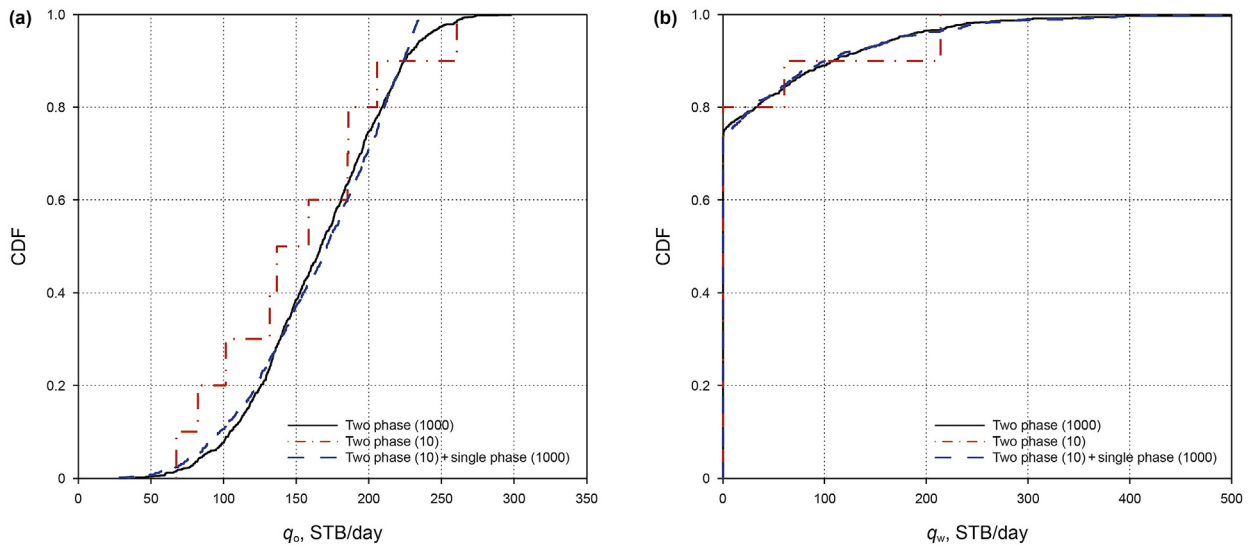 (a)
1.0
0.8
0.6
0.4
0.2
0
CDF
Two phase (1000)
Two phase (10)
Two phase (10) + single phase (1000)
0 50 100 150 200 250 300 350
qo, STB/day
(b)
1.0
0.8
0.6
0.4
0.2
0
CDF
Two phase (1000)
Two phase (10)
Two phase (10) + single phase (1000)
0 100 200 300 400 500
qw, STB/day